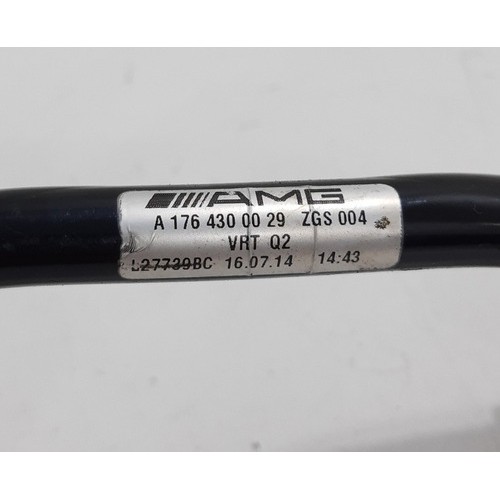 AMG
A 176 430 00 29 ZGS 004
VRT Q2
L27739BC 16.07.14 14:43